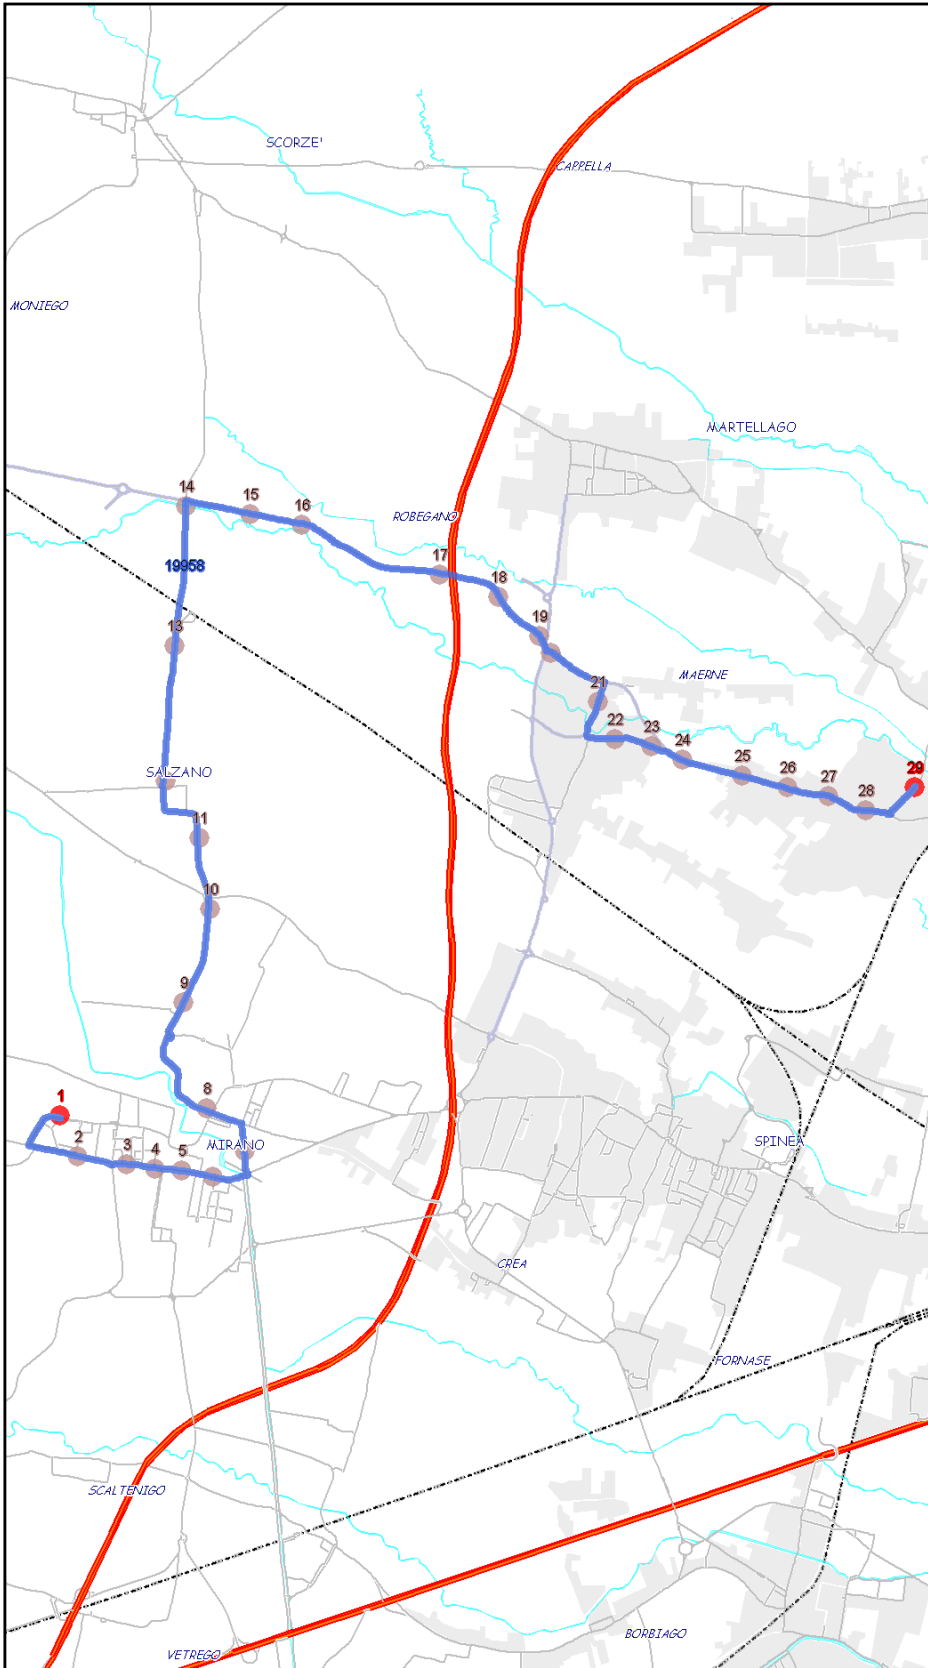 SCORZE'
CAPPELLA
MONIEGO
MARTELLAGO
14
15
16
ROBEGANO
17
19958
18
13
19
MAERNE
21
22
23
24
25
26
27
28
29
SALZANO
11
10
9
8
1
2
3
4
5
MIRANO
SPINEA
CREA
FORNASE
SCALTENIGO
BORBIAGO
VETREGO